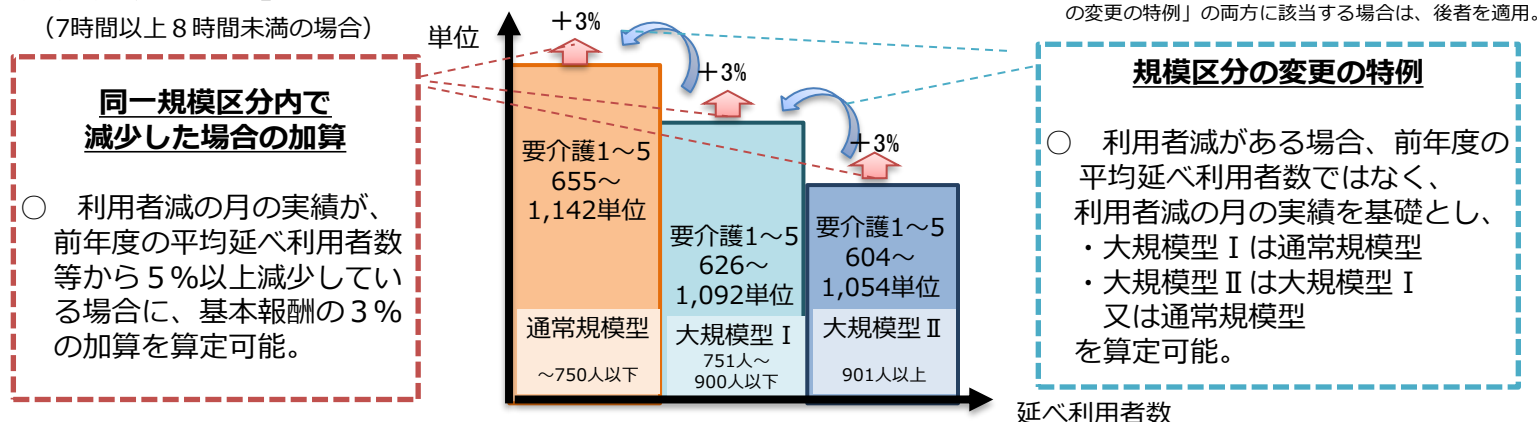 （7時間以上８時間未満の場合）
の変更の特例」の両方に該当する場合は、後者を適用。
同一規模区分内で
減少した場合の加算
○　利用者減の月の実績が、
前年度の平均延べ利用者数
等から５%以上減少してい
る場合に、基本報酬の３%
の加算を算定可能。
単位
＋3%
＋3%
＋3%
要介護1～5
655～
1,142単位
通常規模型
～750人以下
要介護1～5
626～
1,092単位
大規模型Ⅰ
751人～
900人以下
要介護1～5
604～
1,054単位
大規模型Ⅱ
901人以上
延べ利用者数
規模区分の変更の特例
○　利用者減がある場合、前年度の
平均延べ利用者数ではなく、
利用者減の月の実績を基礎とし、
・大規模型Ⅰは通常規模型
・大規模型Ⅱは大規模型Ⅰ
又は通常規模型
を算定可能。